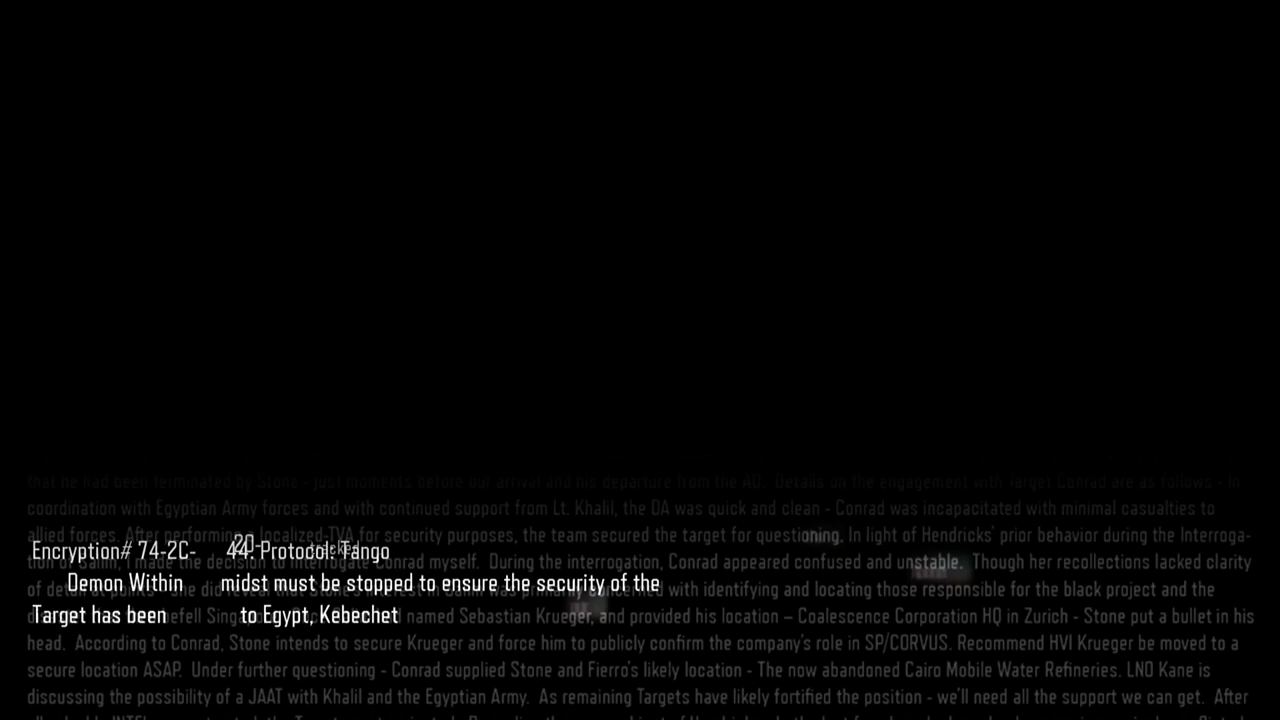 that he had been terminated by Stone - just moments before our arrival and his departure from the AO. Details on the engagement with Target Conrad are as follows - In
coordination with Egyptian Army forces and with continued support from Lt. Khalil, the DA was quick and clean - Conrad was incapacitated with minimal casualties to
allied forces. After performing a localized TVA for security purposes, the team secured the target for questioning. In light of Hendricks' prior behavior during the Interroga-
Encryption# 74-2C- 44. Protocol: Tango
the decision to interrogate Conrad myself. During the interrogation, Conrad appeared confused and unstable. Though her recollections lacked clarity
Demon Within midst must be stopped to ensure the security of the
with identifying and locating those responsible for the black project and the
Target has been to Egypt, Kebechet
named Sebastian Krueger, and provided his location – Coalescence Corporation HQ in Zurich - Stone put a bullet in his
head. According to Conrad, Stone intends to secure Krueger and force him to publicly confirm the company's role in SP/CORVUS. Recommend HVI Krueger be moved to a
secure location ASAP. Under further questioning - Conrad supplied Stone and Fierro's likely location - The now abandoned Cairo Mobile Water Refineries. LNO Kane is
discussing the possibility of a JAAT with Khalil and the Egyptian Army. As remaining Targets have likely fortified the position - we'll need all the support we can get. After